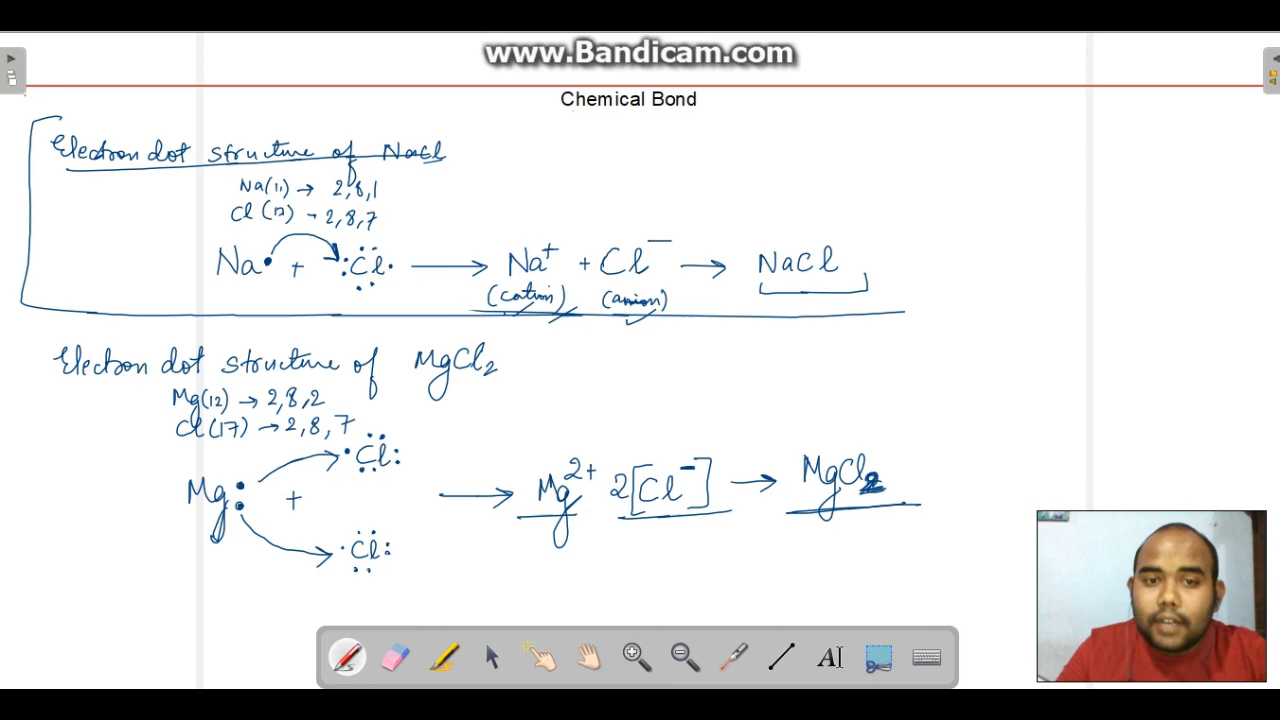 www.Bandicam.com
Chemical Bond
Electron dot structure of NaCl
Na(11) → 2,8,1
Cl(17) → 2,8,7
Na + Cl → Na⁺ + Cl⁻ → NaCl
(cation) (anion)
Electron dot structure of MgCl₂
Mg(12) → 2,8,2
Cl(17) → 2,8,7
Cl
Mg + → Mg²⁺ 2[Cl⁻] → MgCl₂
Cl
AI